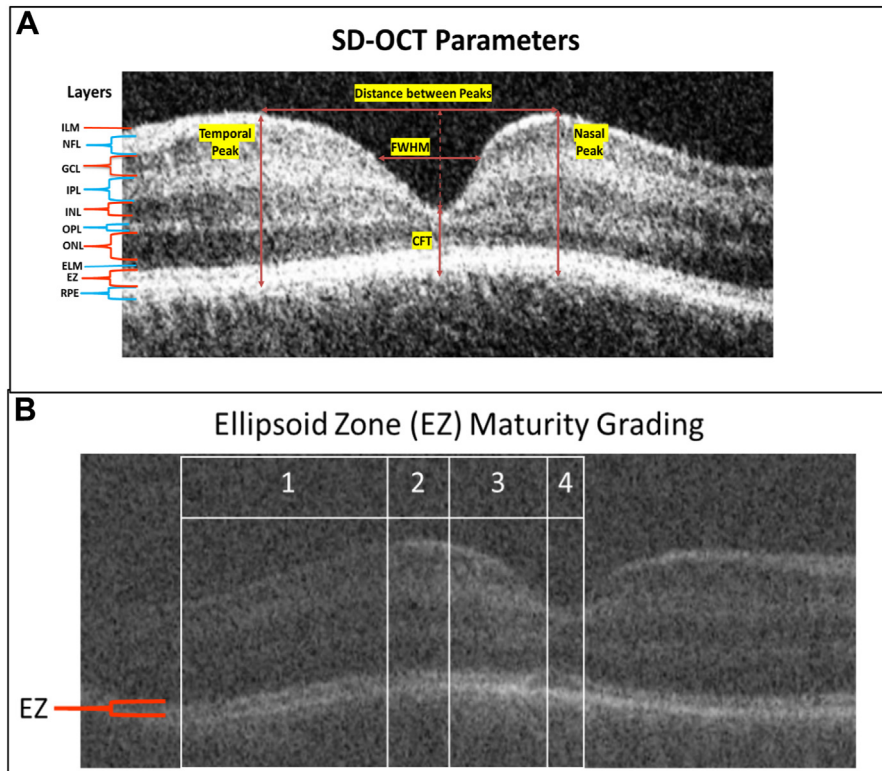 A
SD-OCT Parameters
Layers
Distance between Peaks
ILM
NFL
Temporal
Peak
Nasal
Peak
FWHM
GCL
IPL
INL
OPL
ONL
CFT
ELM
EZ
RPE
B
Ellipsoid Zone (EZ) Maturity Grading
1 2 3 4
EZ